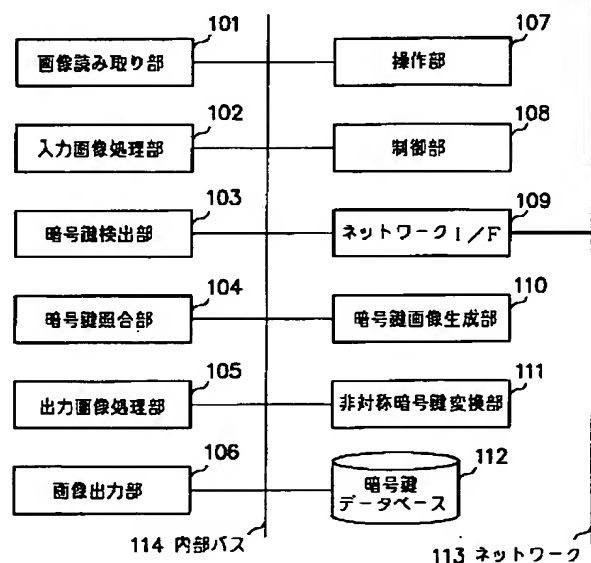 101
画像読み取り部
102
入力画像処理部
103
暗号鍵検出部
104
暗号鍵照合部
105
出力画像処理部
106
画像出力部
107
操作部
108
制御部
109
ネットワークI/F
110
暗号鍵画像生成部
111
非対称暗号鍵変換部
112
暗号鍵
データベース
114 内部バス
113 ネットワーク